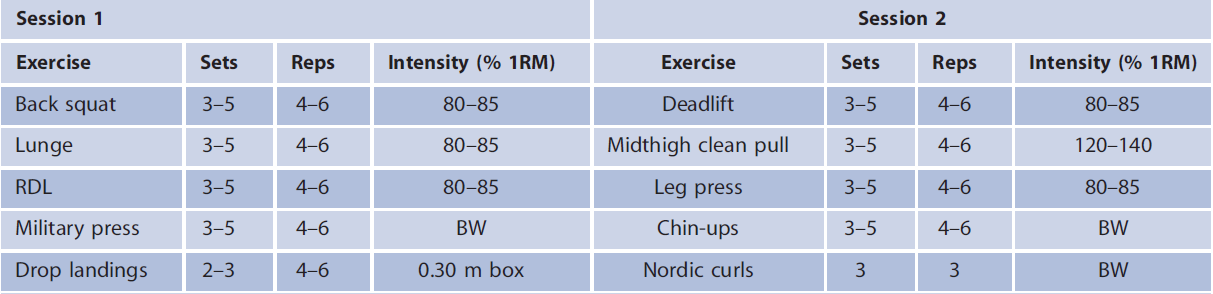 Session 1 Session 2
Exercise Sets Reps Intensity (% 1RM) Exercise Sets Reps Intensity (% 1RM)
Back squat 3–5 4–6 80–85 Deadlift 3–5 4–6 80–85
Lunge 3–5 4–6 80–85 Midthigh clean pull 3–5 4–6 120–140
RDL 3–5 4–6 80–85 Leg press 3–5 4–6 80–85
Military press 3–5 4–6 BW Chin-ups 3–5 4–6 BW
Drop landings 2–3 4–6 0.30 m box Nordic curls 3 3 BW